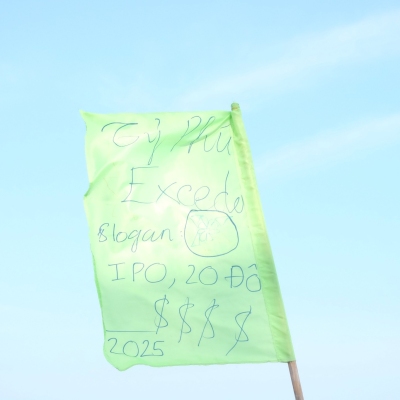 Tỷ Phú
Excedo
Slogan:
IPO, 20 Đô
$ $ $ $
2025